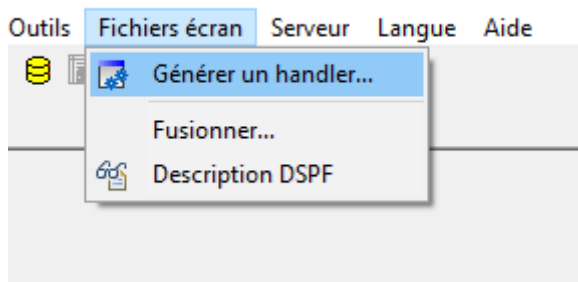 Outils Fichiers écran Serveur Langue Aide
Générer un handler...
Fusionner...
Description DSPF